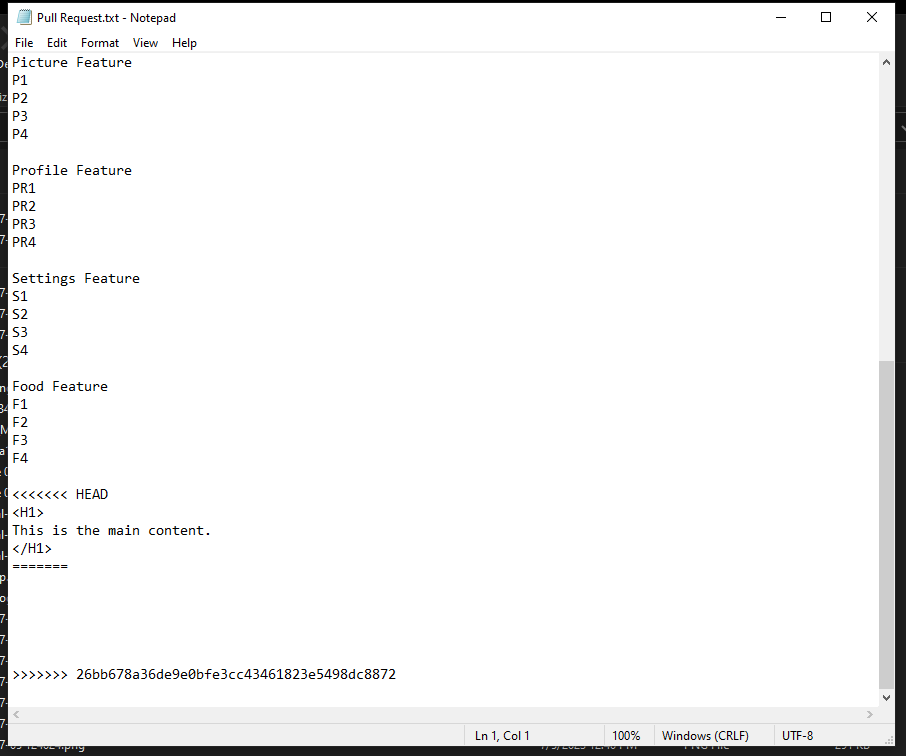 Pull Request.txt - Notepad
File Edit Format View Help
Picture Feature
P1
P2
P3
P4
Profile Feature
PR1
PR2
PR3
PR4
Settings Feature
S1
S2
S3
S4
Food Feature
F1
F2
F3
F4
<<<<<<< HEAD
<H1>
This is the main content.
</H1>
=======
>>>>>>> 26bb678a36de9e0bfe3cc43461823e5498dc8872
Ln 1, Col 1 100% Windows (CRLF) UTF-8